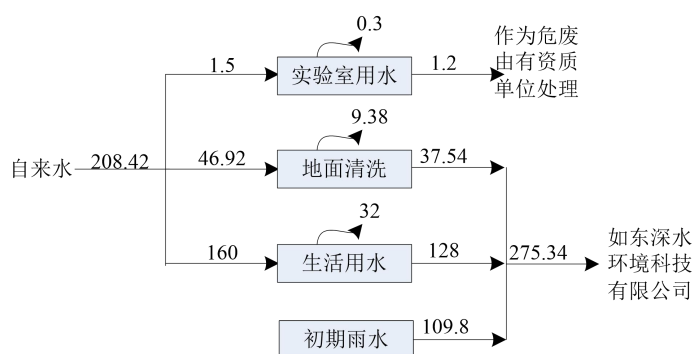 0.3
作为危废
由有资质
单位处理
1.5
实验室用水
1.2
9.38
自来水
208.42
46.92
地面清洗
37.54
32
160
生活用水
128
275.34
如东深水
环境科技
有限公司
初期雨水
109.8